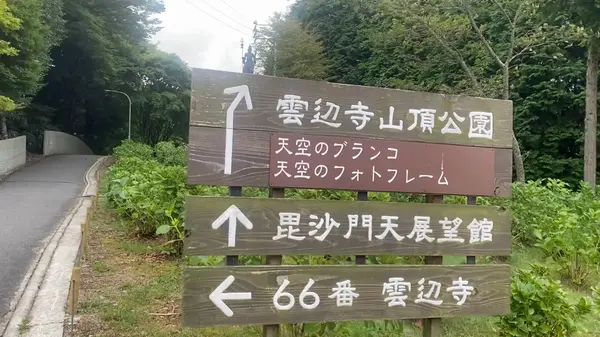 雲辺寺山頂公園
天空のブランコ
天空のフォトフレーム
毘沙門天展望館
66番 雲辺寺